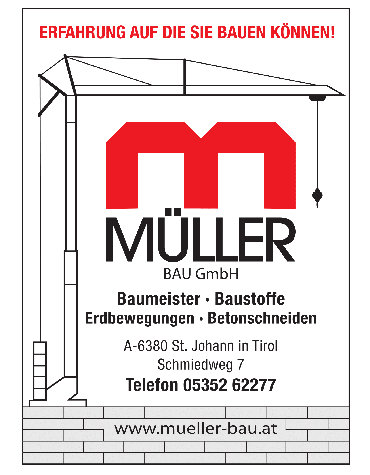 ERFAHRUNG AUF DIE SIE BAUEN KÖNNEN!
m
MÜLLER
BAU GmbH
Baumeister · Baustoffe
Erdbewegungen · Betonschneiden
A-6380 St. Johann in Tirol
Schmiedweg 7
Telefon 05352 62277
www.mueller-bau.at